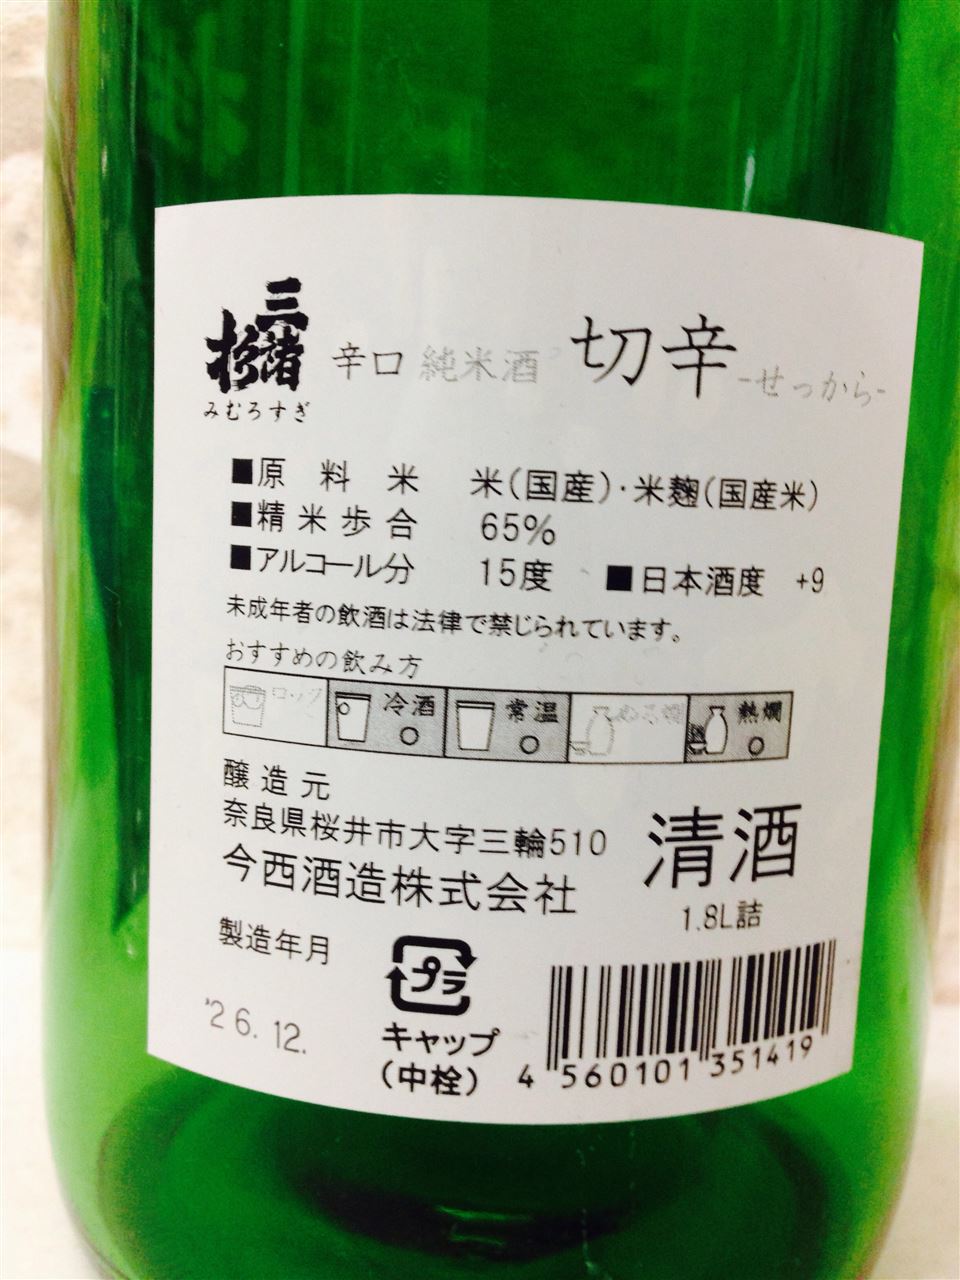 三諸杉
みむろすぎ
辛口 純米酒 切辛 -せっから-
■原料米 米(国産)・米麹(国産米)
■精米歩合 65%
■アルコール分 15度 ■日本酒度 +9
未成年者の飲酒は法律で禁じられています。
おすすめの飲み方
ロック 冷酒 ○ 常温 ○ ぬる燗 熱燗 ○
醸造元
奈良県桜井市大字三輪510
今西酒造株式会社
清酒
1.8L詰
製造年月
'26.12.
プラ
キャップ
(中栓)
4 560101 351419